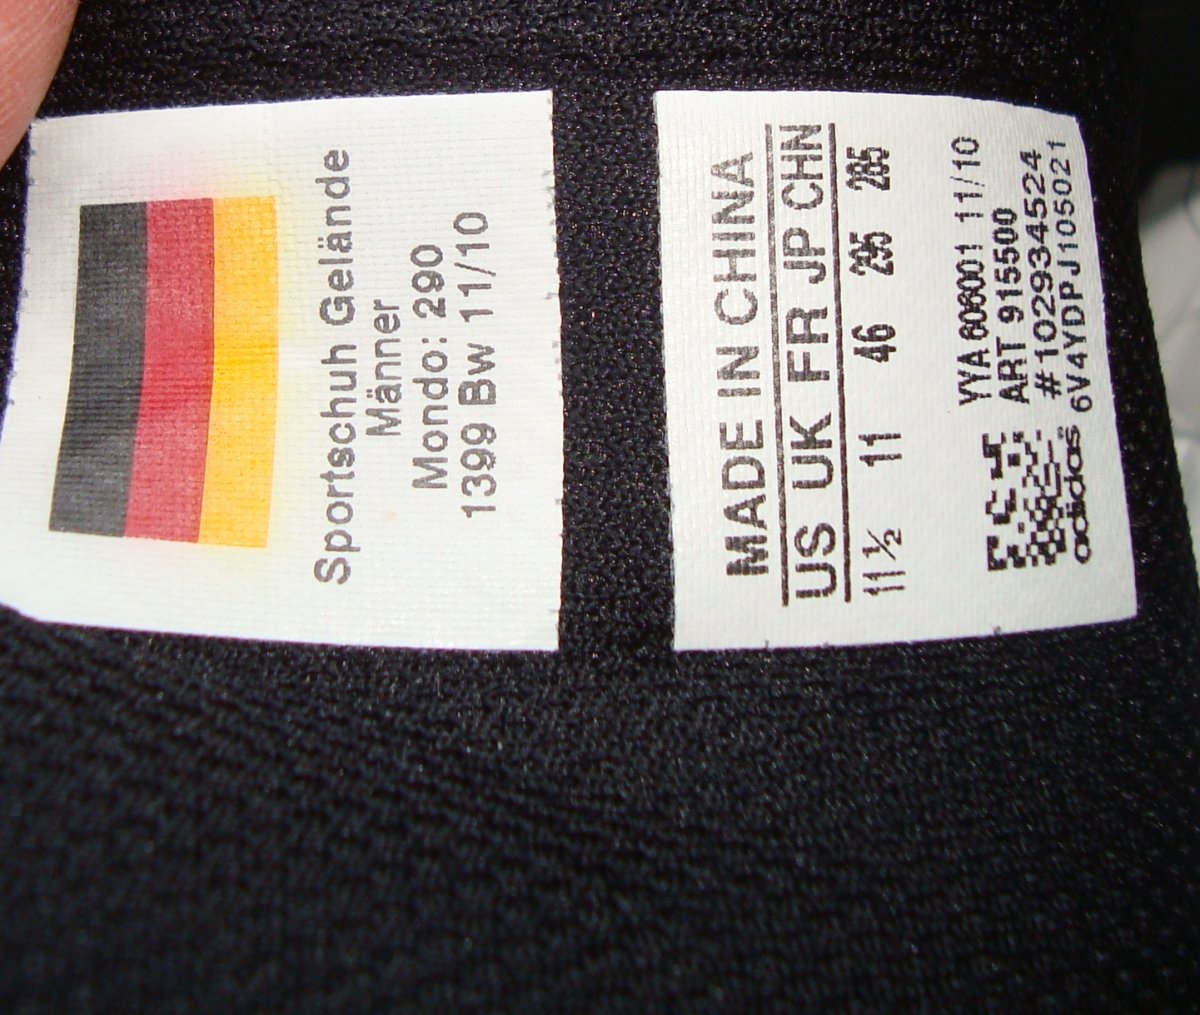 Sportschuh Gelände
Männer
Mondo: 290
1399 Bw 11/10
MADE IN CHINA
US UK FR JP CHN
11½ 11 46 295 285
YYA 606001 11/10
ART 915500
# 102934524
adidas 6V4YDPJ105021